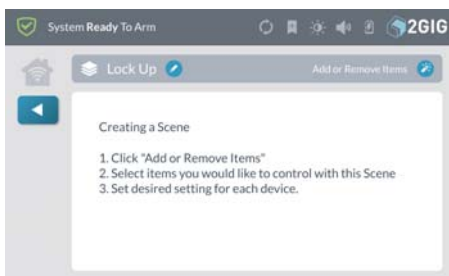 System Ready To Arm
2GIG
Lock Up
Add or Remove Items
Creating a Scene
1. Click "Add or Remove Items"
2. Select items you would like to control with this Scene
3. Set desired setting for each device.